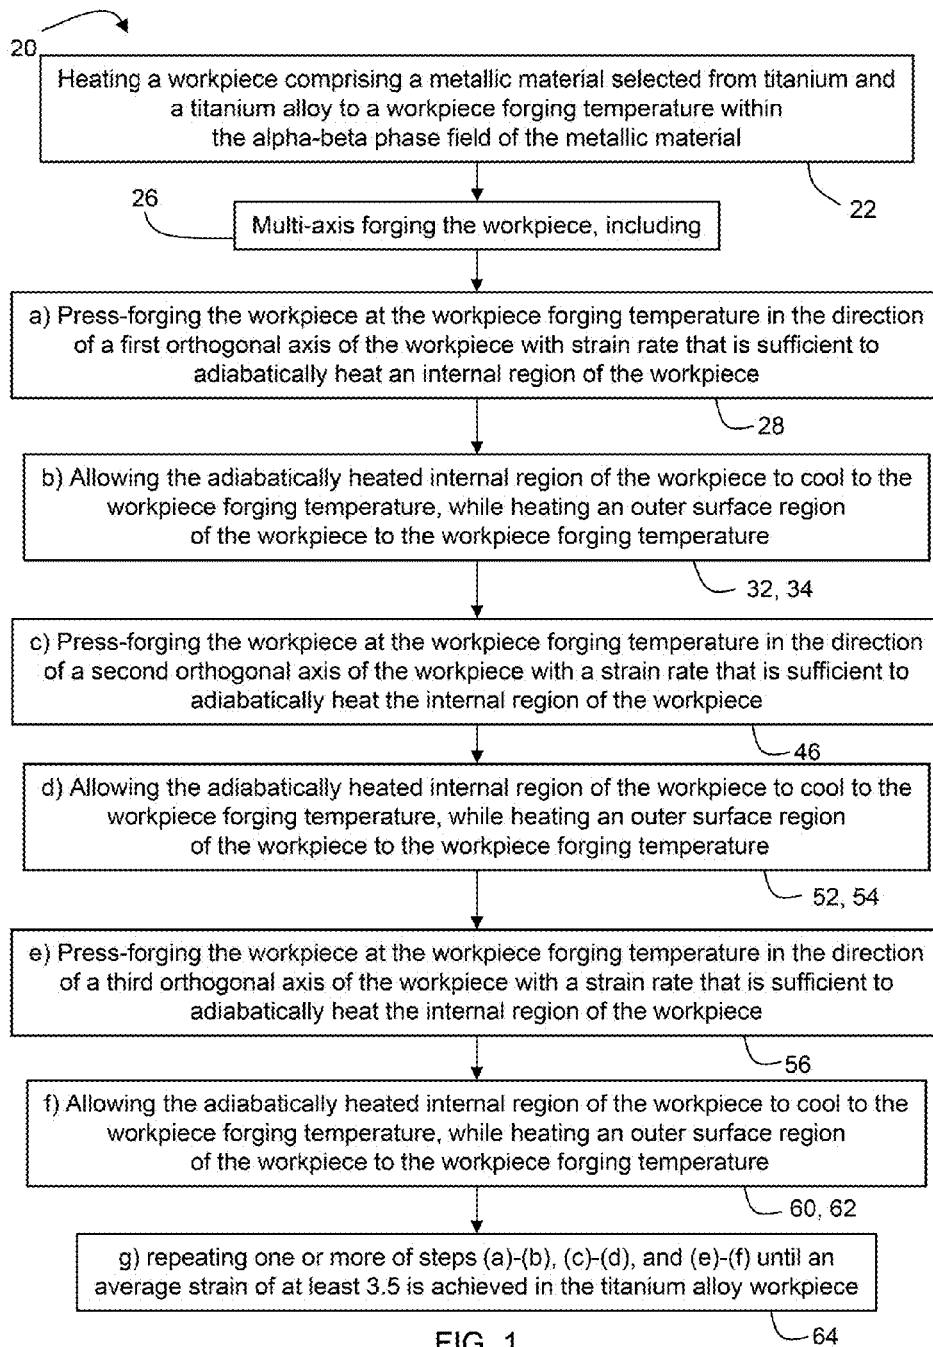 20
Heating a workpiece comprising a metallic material selected from titanium and
a titanium alloy to a workpiece forging temperature within
the alpha-beta phase field of the metallic material
22
26
Multi-axis forging the workpiece, including
a) Press-forging the workpiece at the workpiece forging temperature in the direction
of a first orthogonal axis of the workpiece with strain rate that is sufficient to
adiabatically heat an internal region of the workpiece
28
b) Allowing the adiabatically heated internal region of the workpiece to cool to the
workpiece forging temperature, while heating an outer surface region
of the workpiece to the workpiece forging temperature
32, 34
c) Press-forging the workpiece at the workpiece forging temperature in the direction
of a second orthogonal axis of the workpiece with a strain rate that is sufficient to
adiabatically heat the internal region of the workpiece
46
d) Allowing the adiabatically heated internal region of the workpiece to cool to the
workpiece forging temperature, while heating an outer surface region
of the workpiece to the workpiece forging temperature
52, 54
e) Press-forging the workpiece at the workpiece forging temperature in the direction
of a third orthogonal axis of the workpiece with a strain rate that is sufficient to
adiabatically heat the internal region of the workpiece
56
f) Allowing the adiabatically heated internal region of the workpiece to cool to the
workpiece forging temperature, while heating an outer surface region
of the workpiece to the workpiece forging temperature
60, 62
g) repeating one or more of steps (a)-(b), (c)-(d), and (e)-(f) until an
average strain of at least 3.5 is achieved in the titanium alloy workpiece
64
FIG. 1